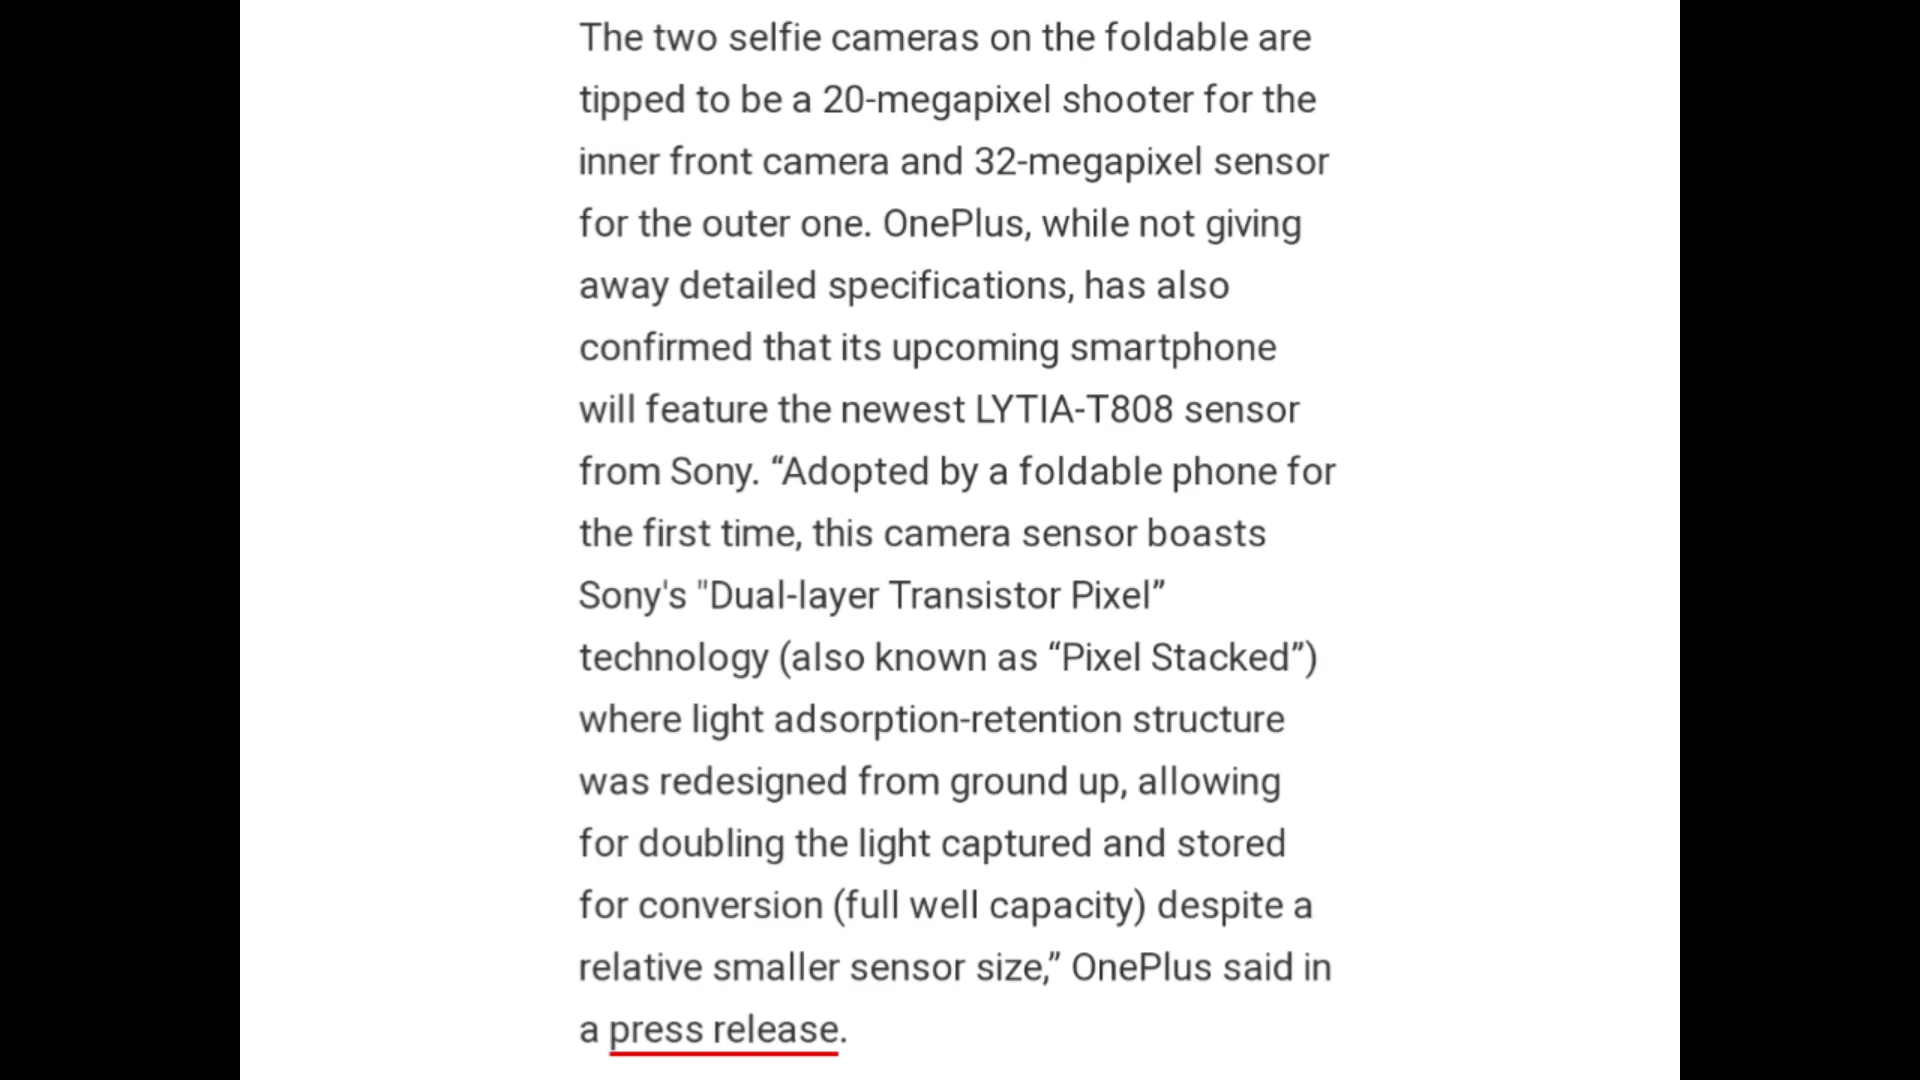 The two selfie cameras on the foldable are
tipped to be a 20-megapixel shooter for the
inner front camera and 32-megapixel sensor
for the outer one. OnePlus, while not giving
away detailed specifications, has also
confirmed that its upcoming smartphone
will feature the newest LYTIA-T808 sensor
from Sony. “Adopted by a foldable phone for
the first time, this camera sensor boasts
Sony's "Dual-layer Transistor Pixel”
technology (also known as “Pixel Stacked”)
where light adsorption-retention structure
was redesigned from ground up, allowing
for doubling the light captured and stored
for conversion (full well capacity) despite a
relative smaller sensor size,” OnePlus said in
a press release.